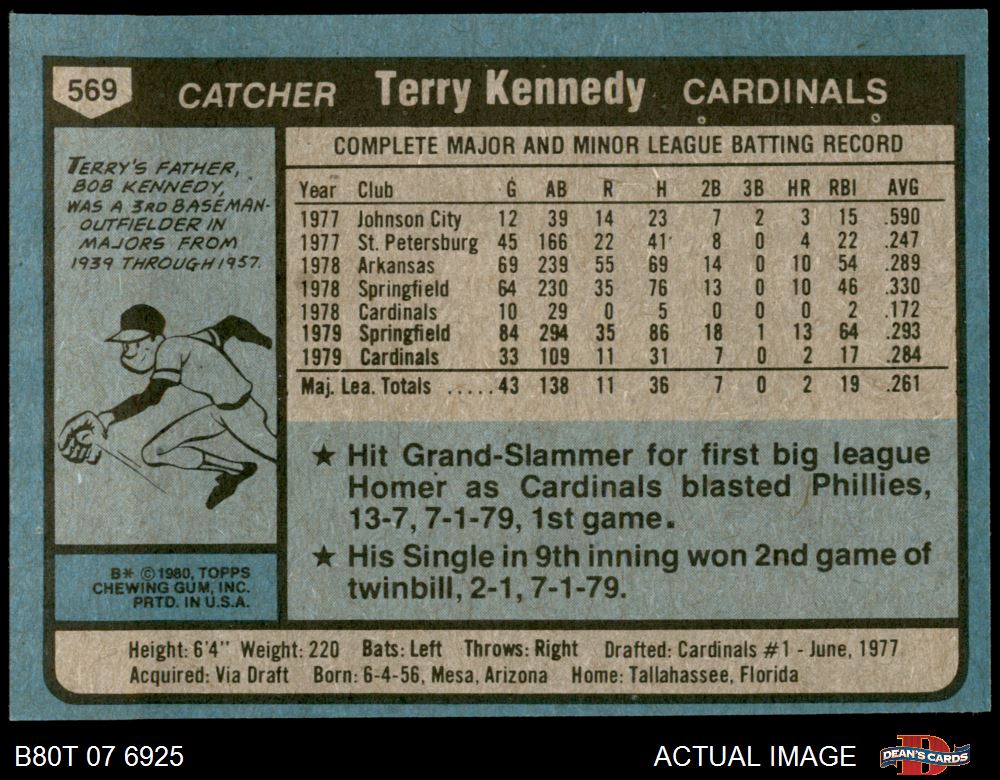 569 CATCHER Terry Kennedy CARDINALS
TERRY'S FATHER,
BOB KENNEDY,
WAS A 3RD BASEMAN-
OUTFIELDER IN
MAJORS FROM
1939 THROUGH 1957.
B* © 1980, TOPPS
CHEWING GUM, INC.
PRTD. IN U.S.A.
COMPLETE MAJOR AND MINOR LEAGUE BATTING RECORD
Year Club G AB R H 2B 3B HR RBI AVG
1977 Johnson City 12 39 14 23 7 2 3 15 .590
1977 St. Petersburg 45 166 22 41 8 0 4 22 .247
1978 Arkansas 69 239 55 69 14 0 10 54 .289
1978 Springfield 64 230 35 76 13 0 10 46 .330
1978 Cardinals 10 29 0 5 0 0 0 2 .172
1979 Springfield 84 294 35 86 18 1 13 64 .293
1979 Cardinals 33 109 11 31 7 0 2 17 .284
Maj. Lea. Totals ..... 43 138 11 36 7 0 2 19 .261
★ Hit Grand-Slammer for first big league
Homer as Cardinals blasted Phillies,
13-7, 7-1-79, 1st game.
★ His Single in 9th inning won 2nd game of
twinbill, 2-1, 7-1-79.
Height: 6'4" Weight: 220 Bats: Left Throws: Right Drafted: Cardinals #1 - June, 1977
Acquired: Via Draft Born: 6-4-56, Mesa, Arizona Home: Tallahassee, Florida
B80T 07 6925 ACTUAL IMAGE DEAN'S CARDS